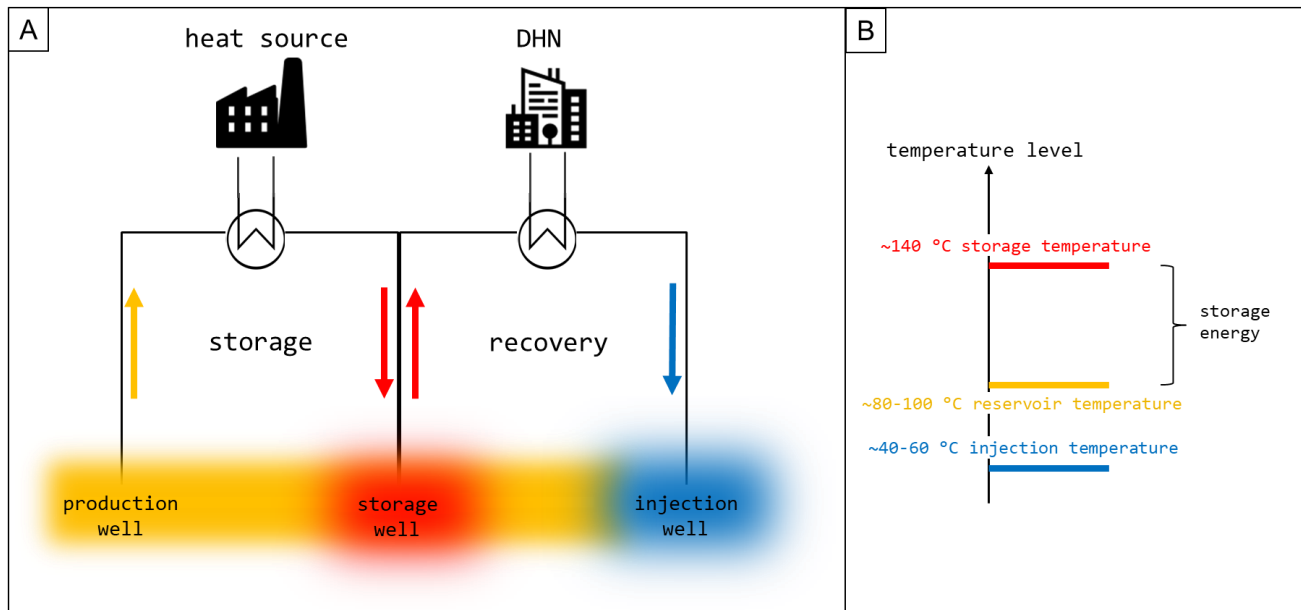 A
heat source
DHN
storage
recovery
production
well
storage
well
injection
well
B
temperature level
~140 °C storage temperature
storage
energy
~80-100 °C reservoir temperature
~40-60 °C injection temperature